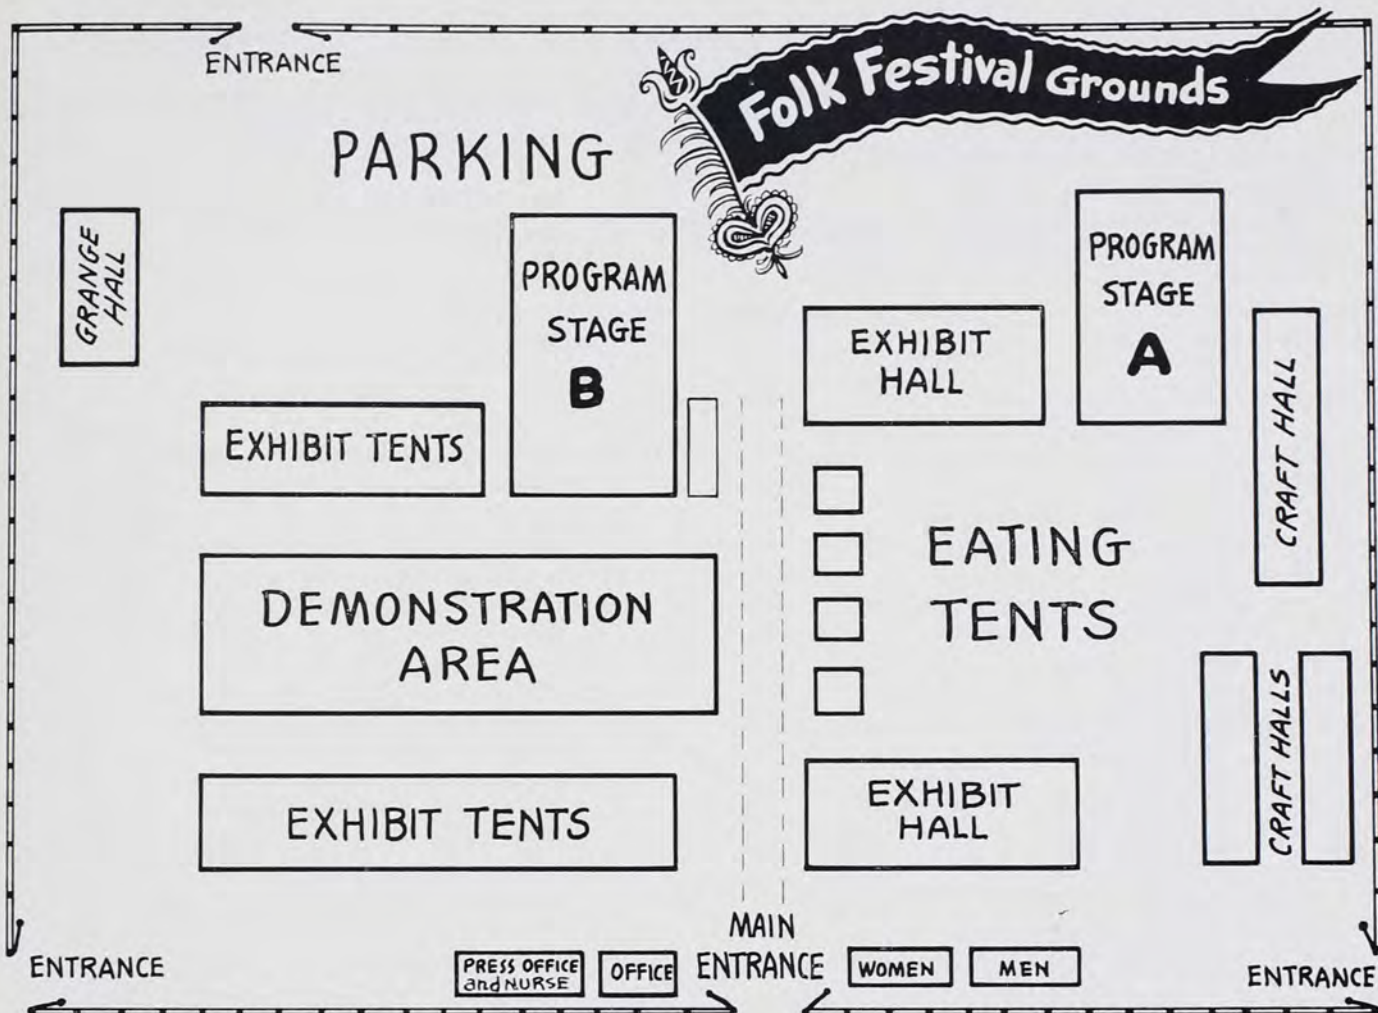 ENTRANCE
Folk Festival Grounds
PARKING
GRANGE
HALL
PROGRAM
STAGE
B
PROGRAM
STAGE
A
EXHIBIT
HALL
CRAFT HALL
EXHIBIT TENTS
EATING
TENTS
DEMONSTRATION
AREA
CRAFT HALLS
EXHIBIT TENTS
EXHIBIT
HALL
MAIN
ENTRANCE
ENTRANCE
PRESS OFFICE
and NURSE
OFFICE
WOMEN
MEN
ENTRANCE